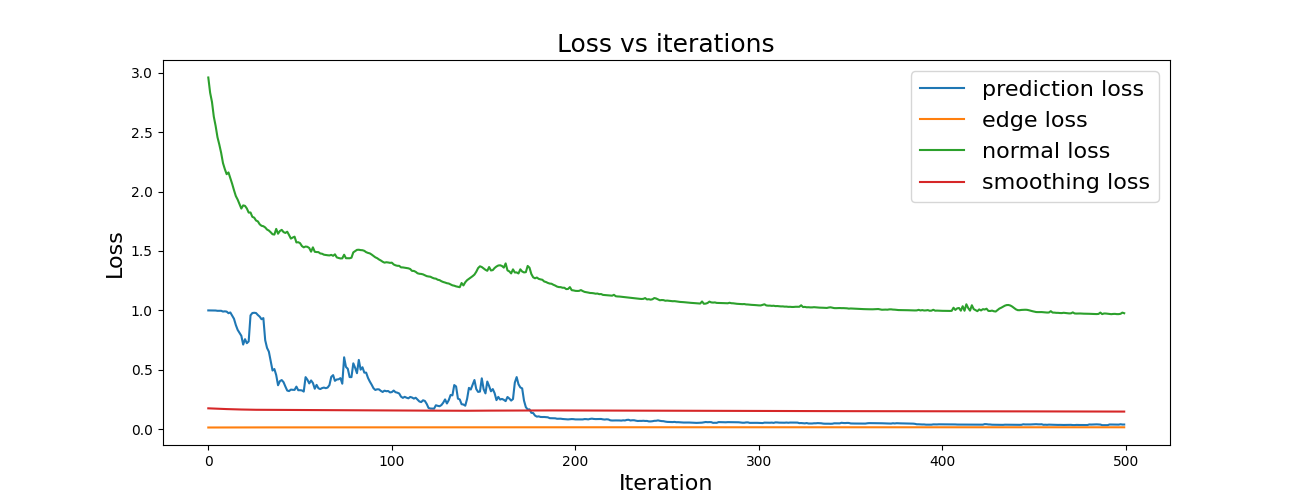 Loss vs iterations
3.0
2.5
2.0
1.5
1.0
0.5
0.0
Loss
prediction loss
edge loss
normal loss
smoothing loss
0 100 200 300 400 500
Iteration